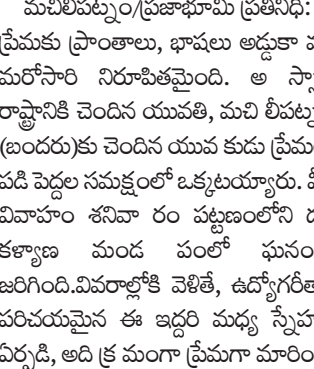 మచిలీపట్నం/ప్రజాభూమి ప్రతినిధి:
ప్రేమకు ప్రాంతాలు, భాషలు అడ్డుకా
మరోసారి నిరూపితమైంది. అ స్సా
రాష్ట్రానికి చెందిన యువతి, మచి లీపట్న
(బందరు)కు చెందిన యువ కుడు ప్రేమ
పడి పెద్దల సమక్షంలో ఒక్కటయ్యారు. వీ
వివాహం శనివా రం పట్టణంలోని
కళ్యాణ మండ పంలో ఘనం
జరిగింది.వివరాల్లోకి వెళితే, ఉద్యోగరీత
పరిచయమైన ఈ ఇద్దరి మధ్య స్నేహ
ఏర్పడి, అది క్ర మంగా ప్రేమగా మారిం